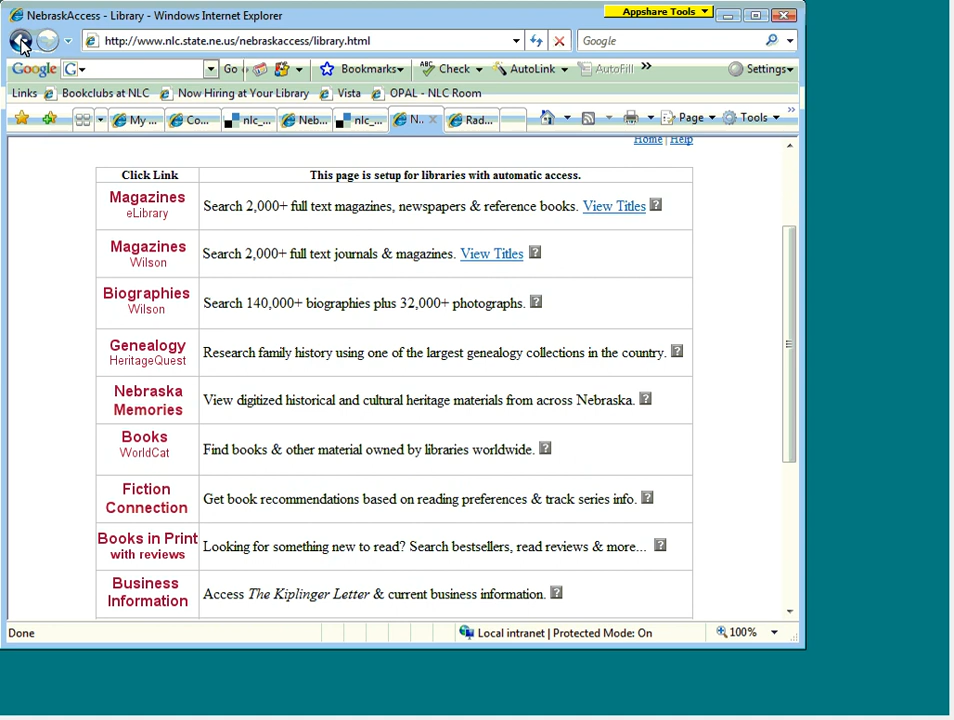 NebraskAccess - Library - Windows Internet Explorer
Appshare Tools
http://www.nlc.state.ne.us/nebraskaccess/library.html
Google
Google
G
Go
Bookmarks
ABC
Check
AutoLink
AutoFill
»
Settings
Links
Bookclubs at NLC
Now Hiring at Your Library
Vista
OPAL - NLC Room
My ...
Co...
nlc_...
Neb...
nlc_...
N..
Rad...
Page
Tools
»
Home | Help
Click Link
This page is setup for libraries with automatic access.
Magazines
eLibrary
Search 2,000+ full text magazines, newspapers & reference books. View Titles ?
Magazines
Wilson
Search 2,000+ full text journals & magazines. View Titles ?
Biographies
Wilson
Search 140,000+ biographies plus 32,000+ photographs. ?
Genealogy
HeritageQuest
Research family history using one of the largest genealogy collections in the country. ?
Nebraska
Memories
View digitized historical and cultural heritage materials from across Nebraska. ?
Books
WorldCat
Find books & other material owned by libraries worldwide. ?
Fiction
Connection
Get book recommendations based on reading preferences & track series info. ?
Books in Print
with reviews
Looking for something new to read? Search bestsellers, read reviews & more... ?
Business
Information
Access The Kiplinger Letter & current business information. ?
Done
Local intranet | Protected Mode: On
100%